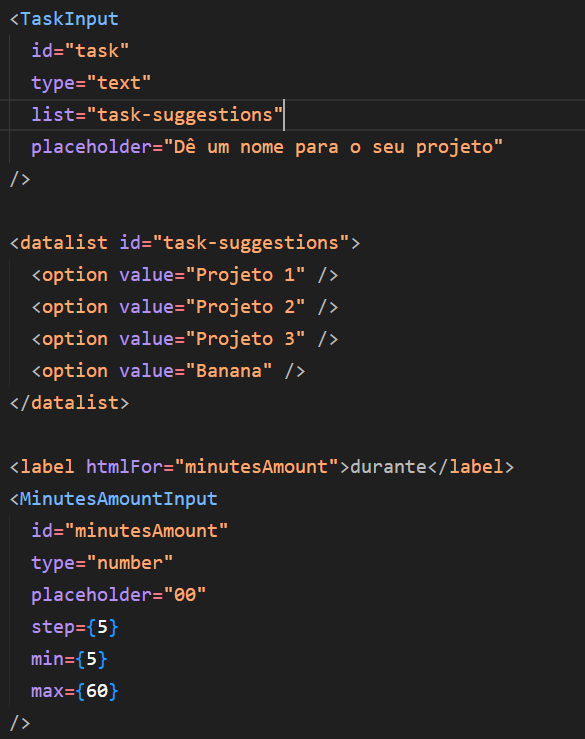 <TaskInput
  id="task"
  type="text"
  list="task-suggestions"
  placeholder="Dê um nome para o seu projeto"
/>

<datalist id="task-suggestions">
  <option value="Projeto 1" />
  <option value="Projeto 2" />
  <option value="Projeto 3" />
  <option value="Banana" />
</datalist>

<label htmlFor="minutesAmount">durante</label>
<MinutesAmountInput
  id="minutesAmount"
  type="number"
  placeholder="00"
  step={5}
  min={5}
  max={60}
/>